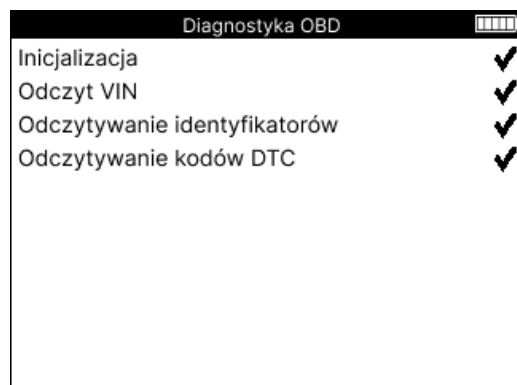 Diagnostyka OBD
Inicjalizacja
Odczyt VIN
Odczytywanie identyfikatorów
Odczytywanie kodów DTC